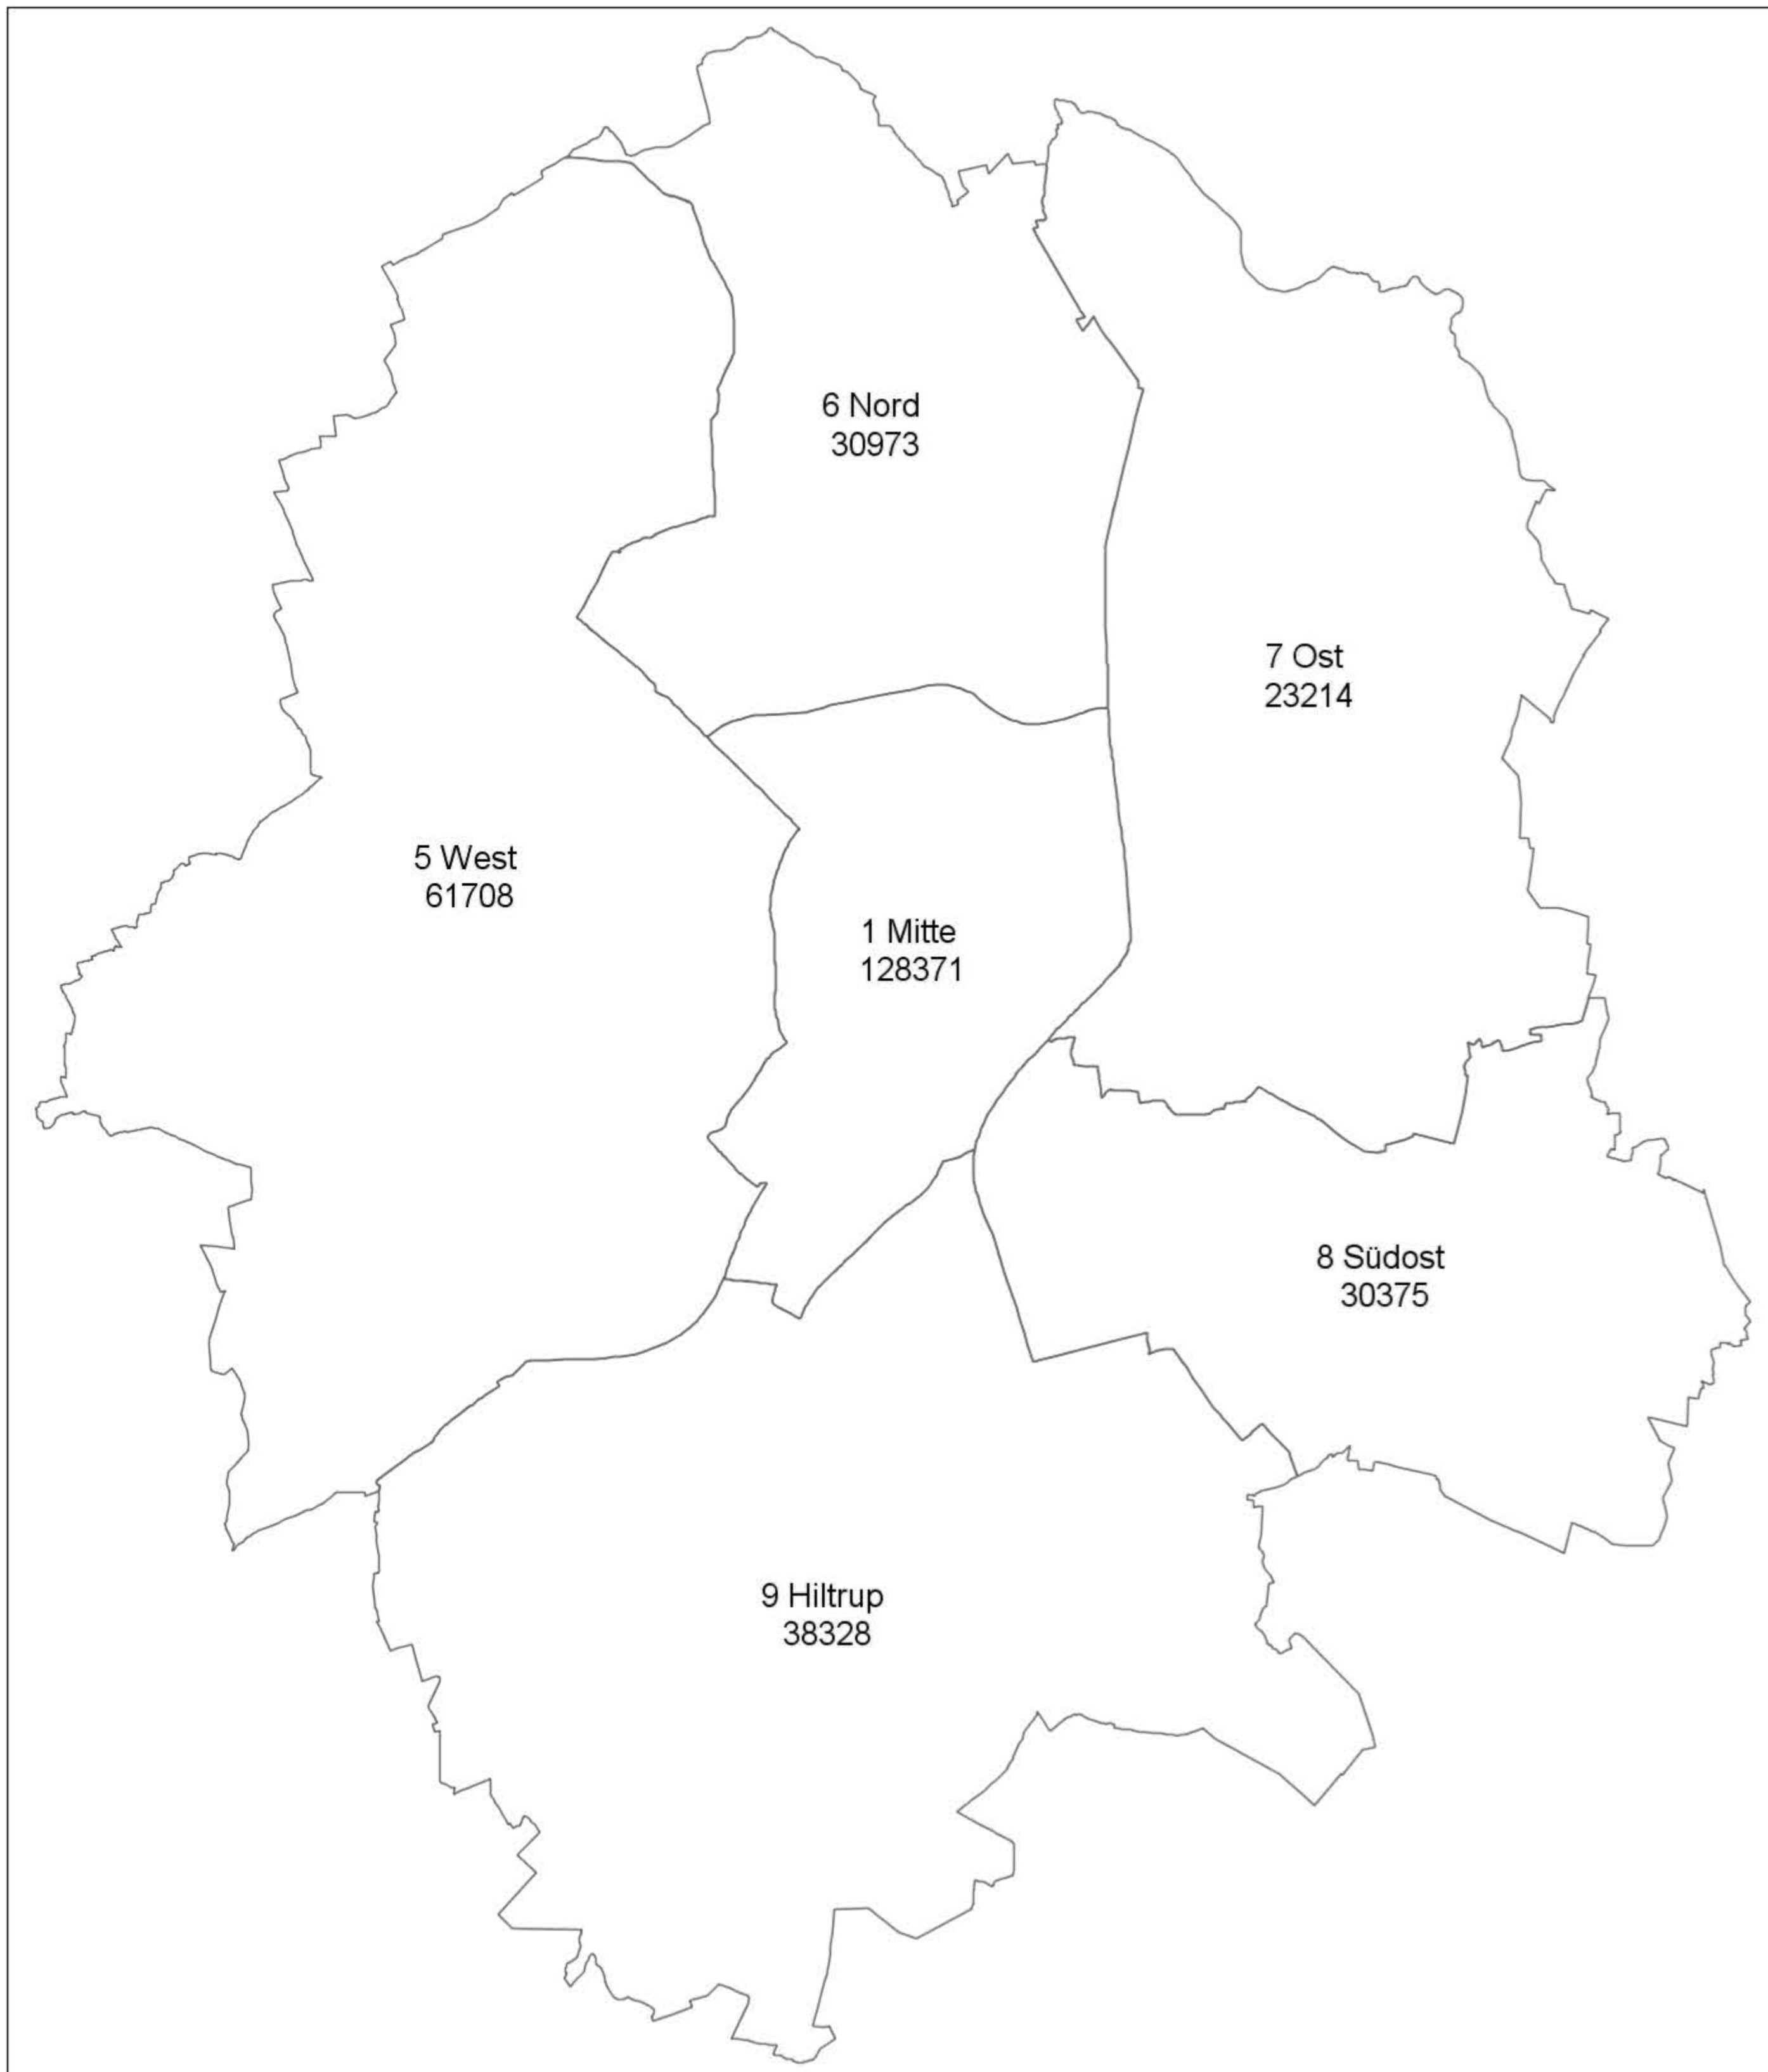 6 Nord
30973
7 Ost
23214
5 West
61708
1 Mitte
128371
8 Südost
30375
9 Hiltrup
38328